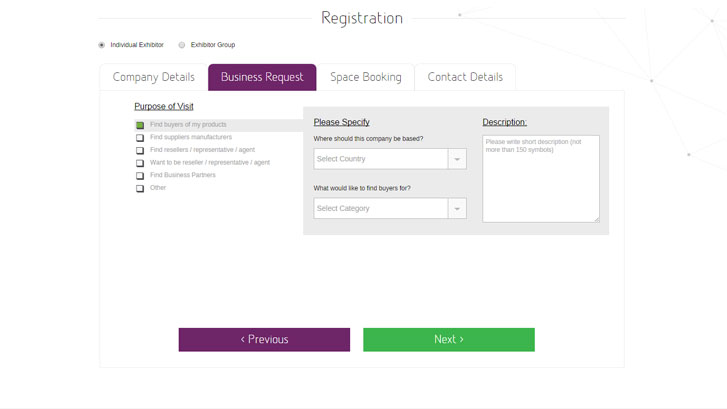 Registration
Individual Exhibitor
Exhibitor Group
Company Details
Business Request
Space Booking
Contact Details
Purpose of Visit
Find buyers of my products
Find suppliers manufacturers
Find resellers / representative / agent
Want to be reseller / representative / agent
Find Business Partners
Other
Please Specify
Where should this company be based?
Select Country
What would like to find buyers for?
Select Category
Description:
Please write short description (not
more than 150 symbols)
‹ Previous
Next ›